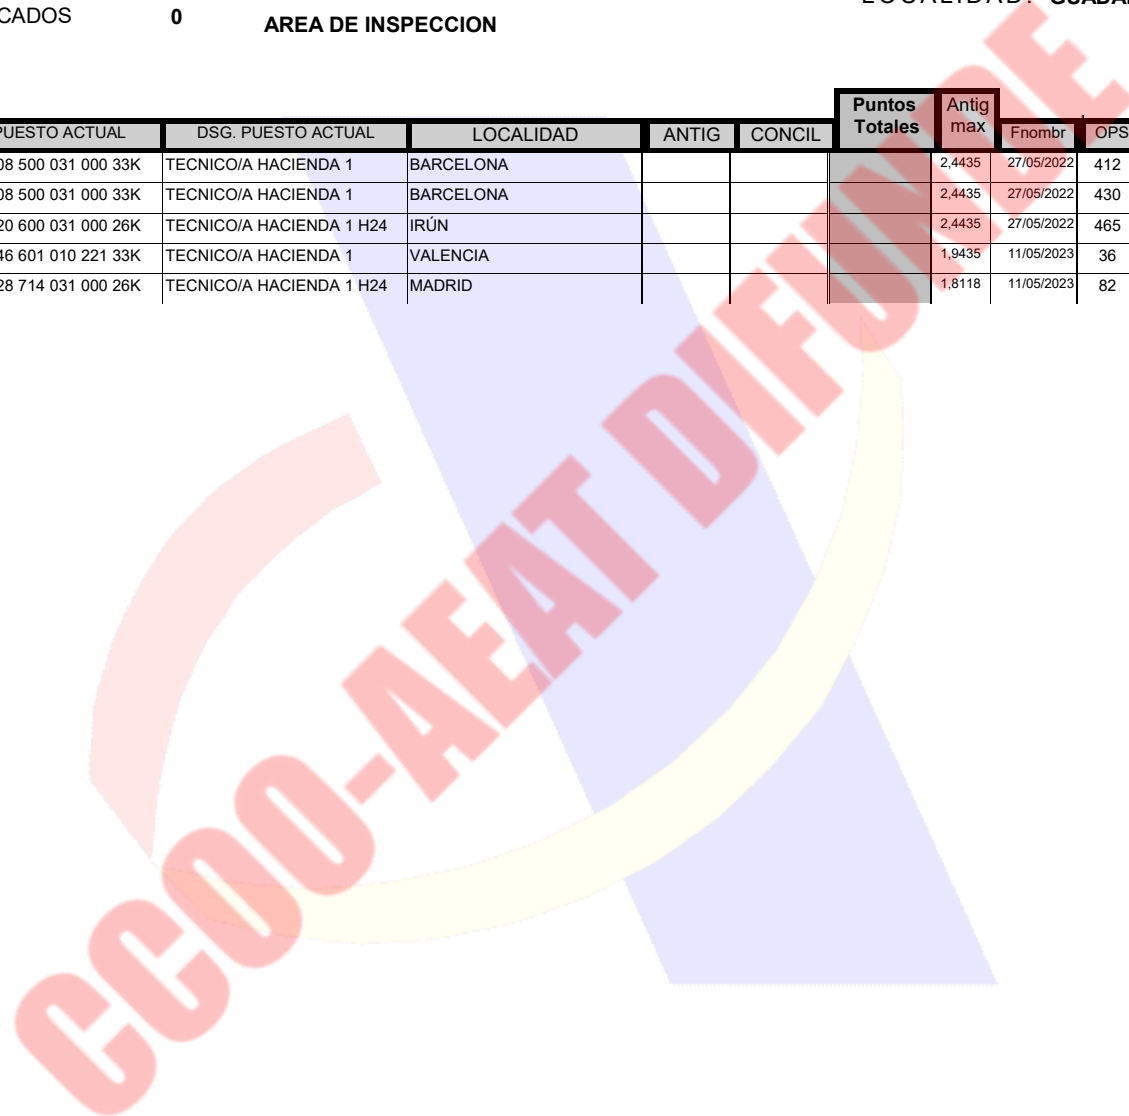 CADOS 0 AREA DE INSPECCION
PUESTO ACTUAL DSG. PUESTO ACTUAL LOCALIDAD ANTIG CONCIL Puntos Totales Antig max Fnombr OPS
08 500 031 000 33K TECNICO/A HACIENDA 1 BARCELONA 2,4435 27/05/2022 412
08 500 031 000 33K TECNICO/A HACIENDA 1 BARCELONA 2,4435 27/05/2022 430
20 600 031 000 26K TECNICO/A HACIENDA 1 H24 IRÚN 2,4435 27/05/2022 465
46 601 010 221 33K TECNICO/A HACIENDA 1 VALENCIA 1,9435 11/05/2023 36
28 714 031 000 26K TECNICO/A HACIENDA 1 H24 MADRID 1,8118 11/05/2023 82
CCOO-AEAT DIFUNDE